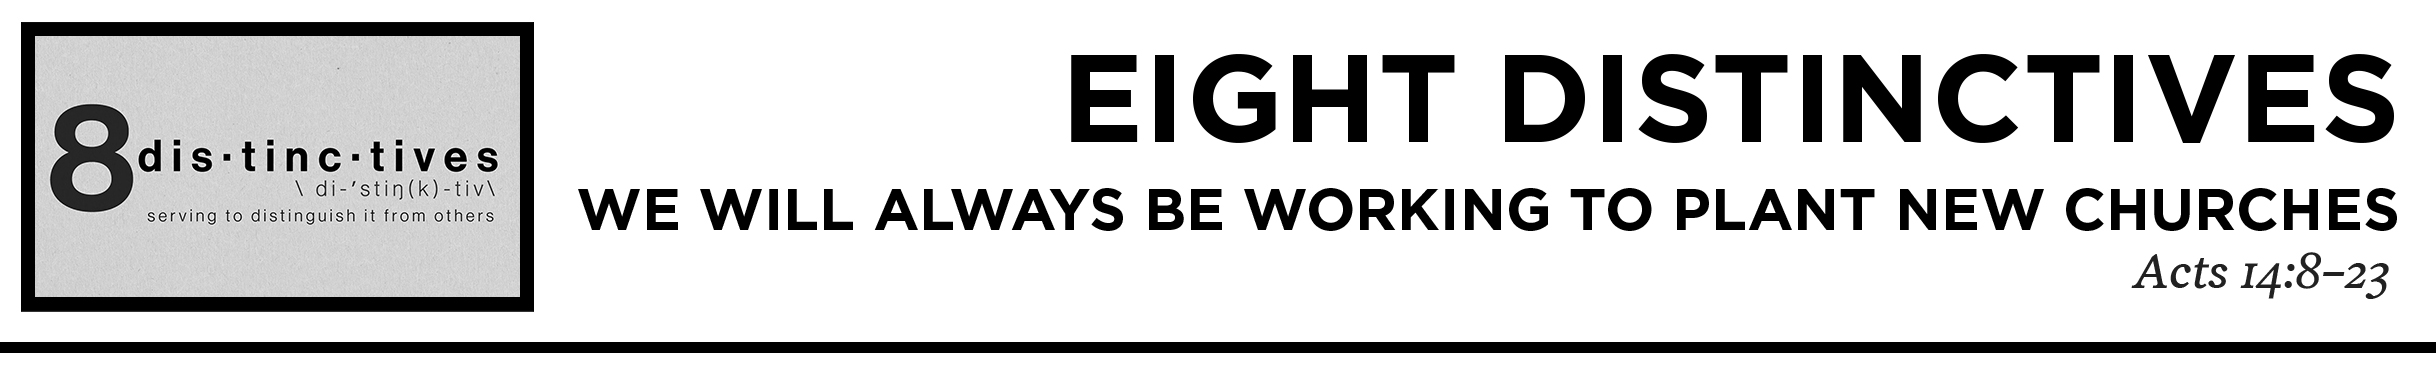 8 dis·tinc·tives
\ di-ʹstiŋ(k)-tiv\
serving to distinguish it from others
EIGHT DISTINCTIVES
WE WILL ALWAYS BE WORKING TO PLANT NEW CHURCHES
Acts 14:8–23